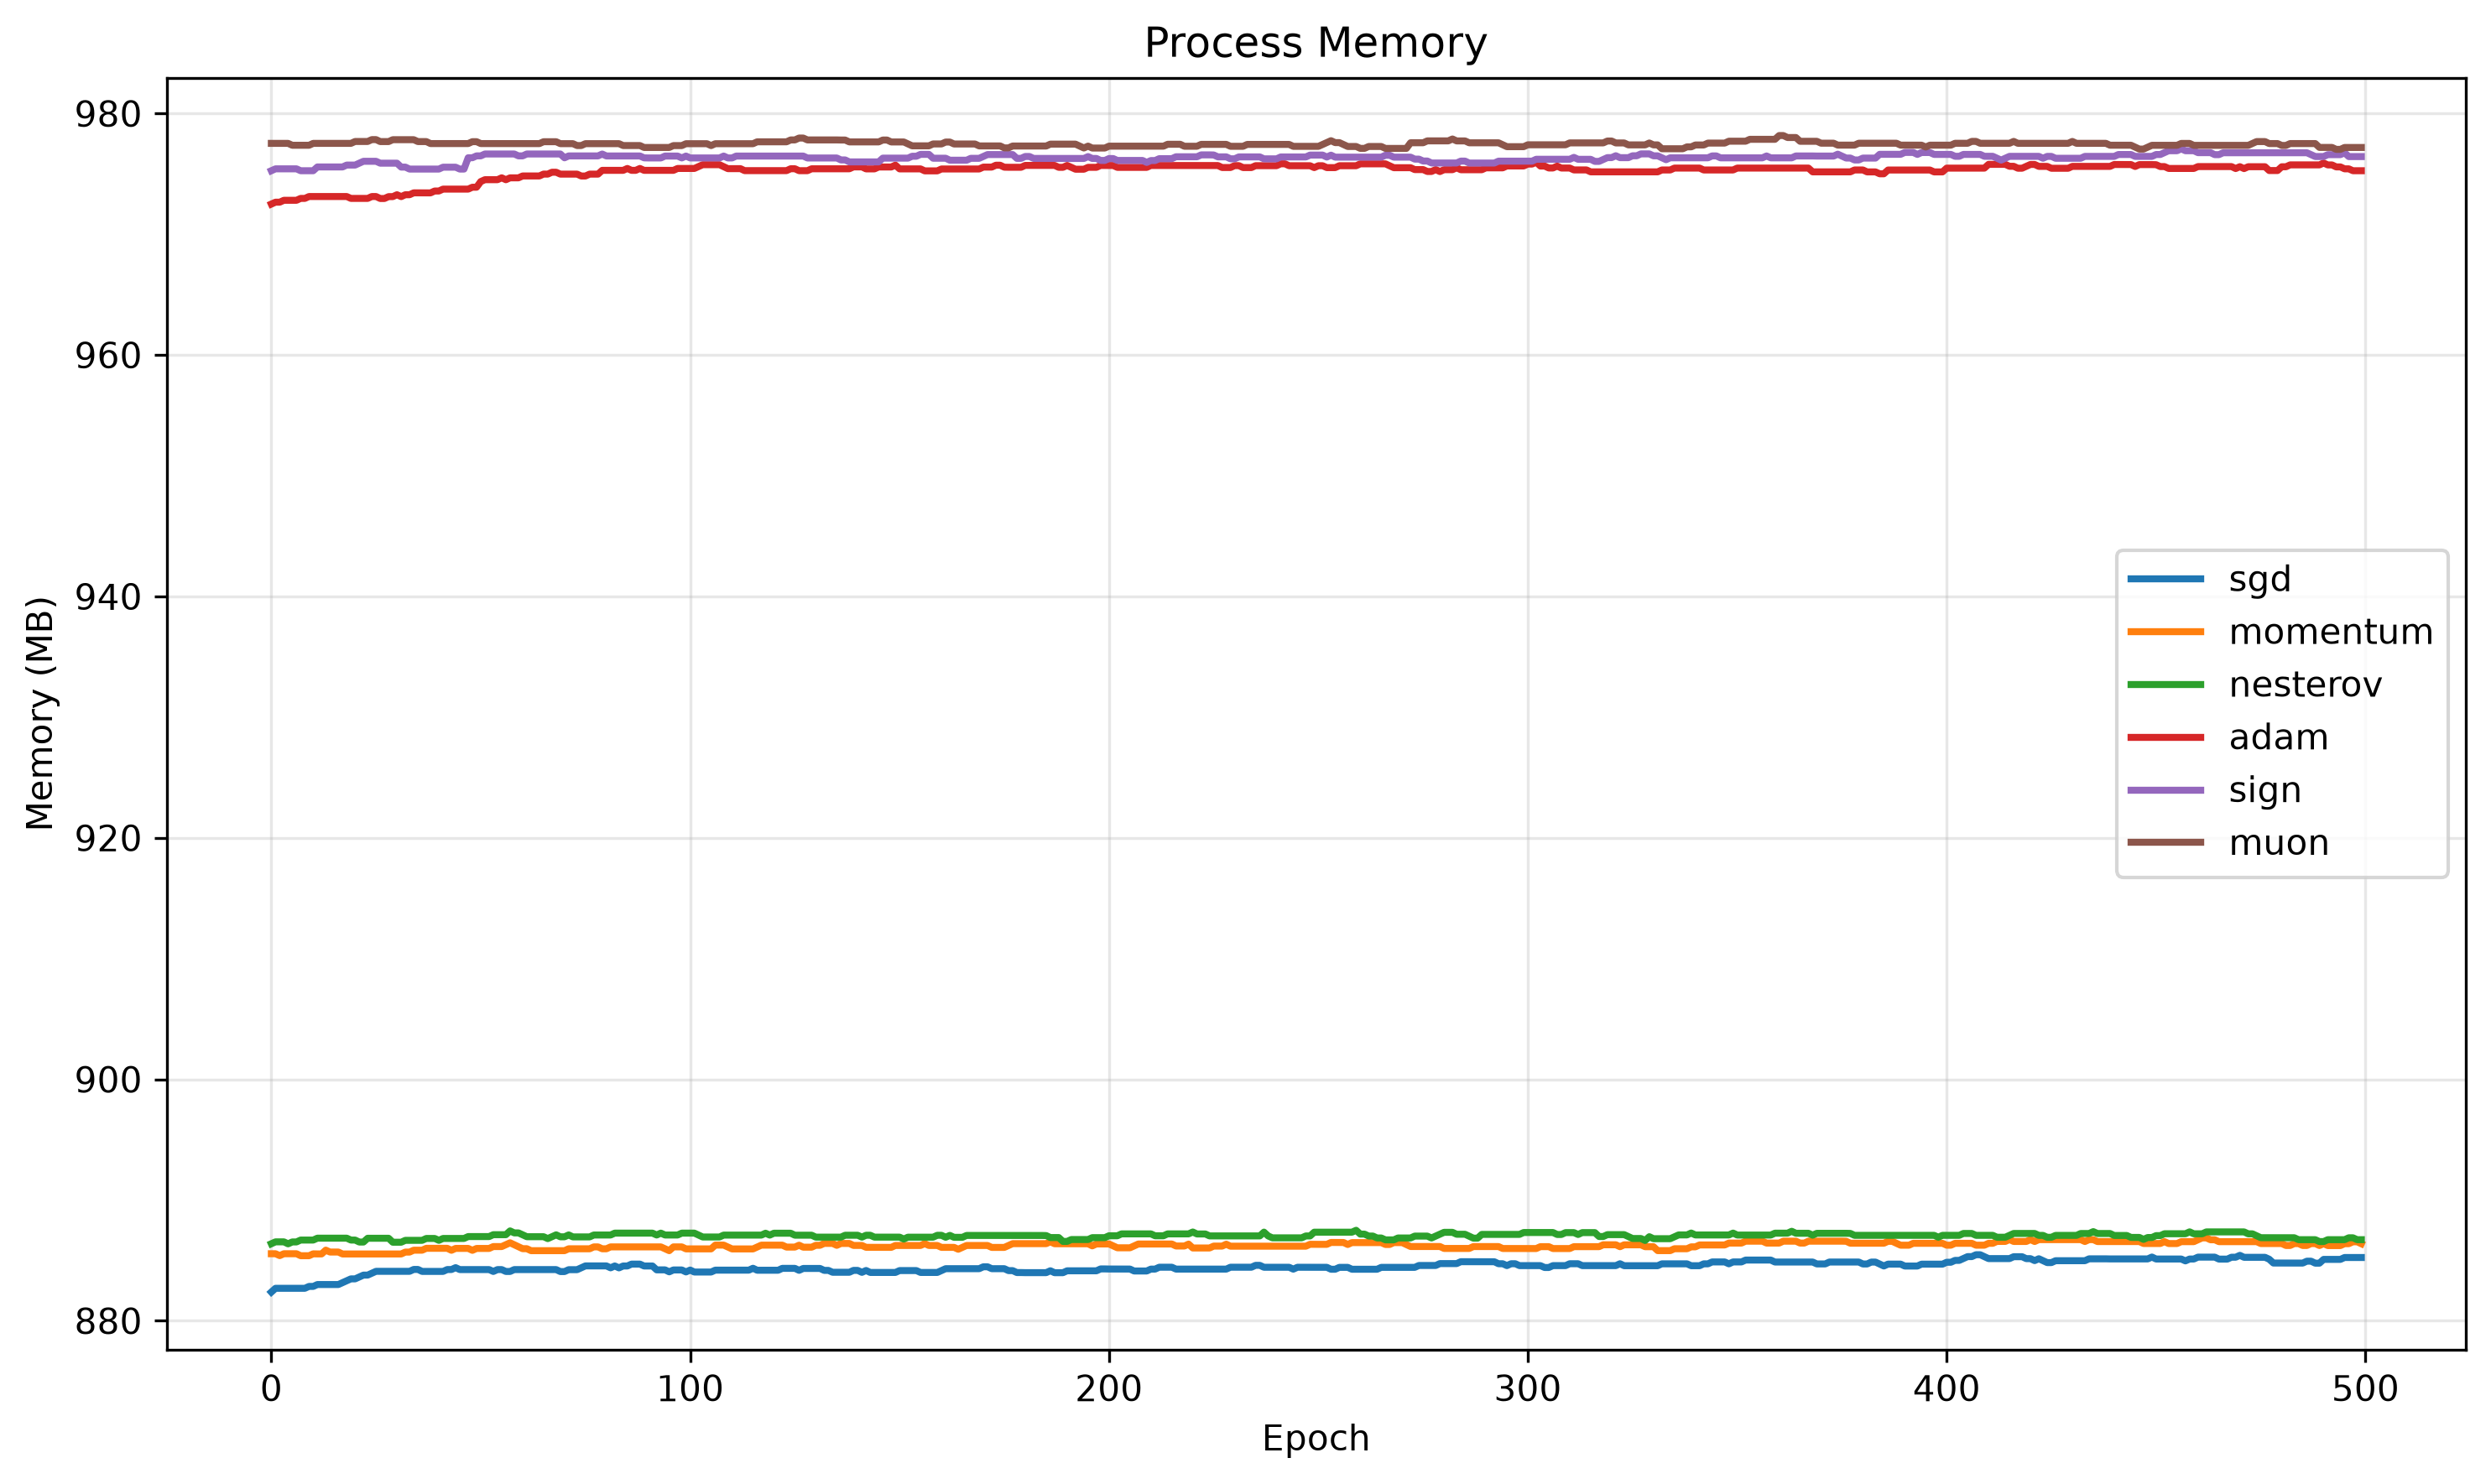 Process Memory
980
960
940
920
900
880
Memory (MB)
sgd
momentum
nesterov
adam
sign
muon
0 100 200 300 400 500
Epoch